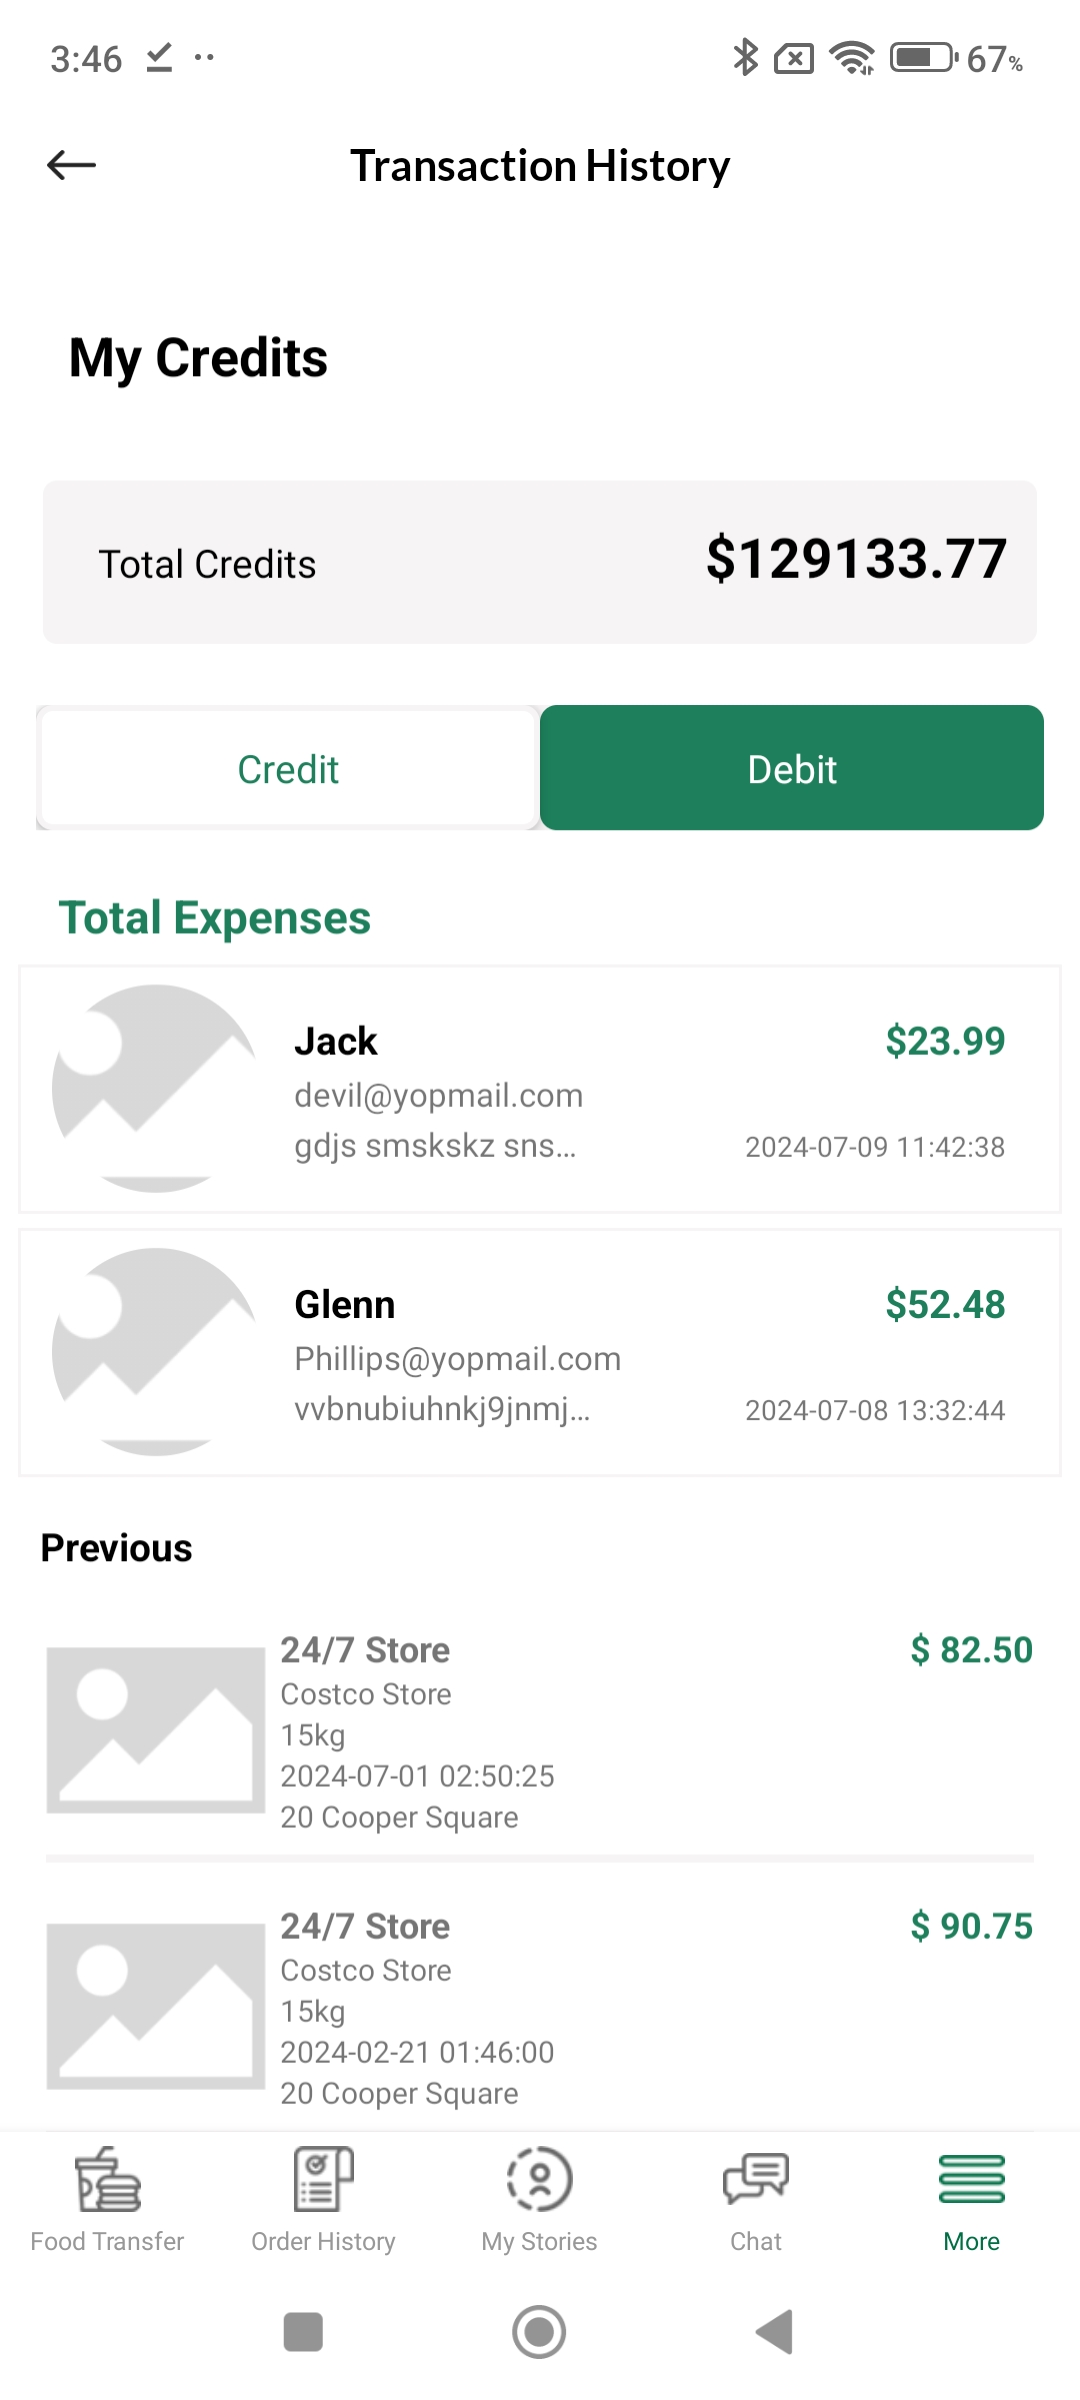 3:46
67%
Transaction History
My Credits
Total Credits
$129133.77
Credit
Debit
Total Expenses
Jack
$23.99
devil@yopmail.com
gdjs smskskz sns...
2024-07-09 11:42:38
Glenn
$52.48
Phillips@yopmail.com
vvbnubiuhnkj9jnmj...
2024-07-08 13:32:44
Previous
24/7 Store
$ 82.50
Costco Store
15kg
2024-07-01 02:50:25
20 Cooper Square
24/7 Store
$ 90.75
Costco Store
15kg
2024-02-21 01:46:00
20 Cooper Square
Food Transfer
Order History
My Stories
Chat
More